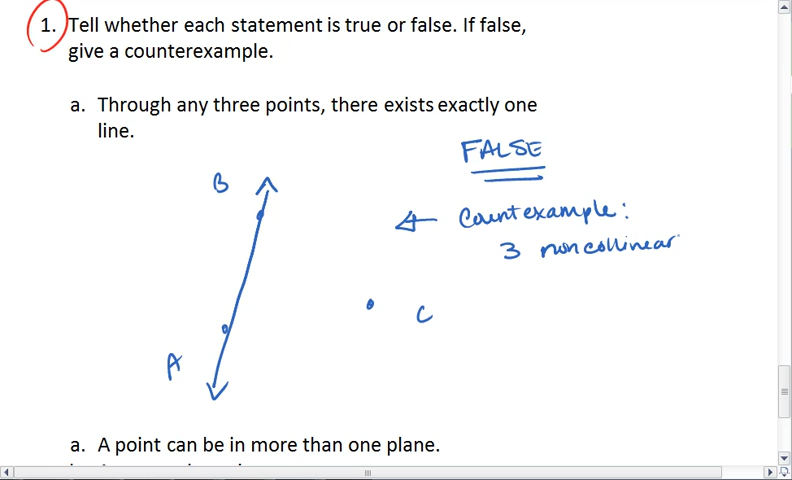 1. Tell whether each statement is true or false. If false,
give a counterexample.
a. Through any three points, there exists exactly one
line.
FALSE
B
Countexample:
3 noncollinear
C
A
a. A point can be in more than one plane.